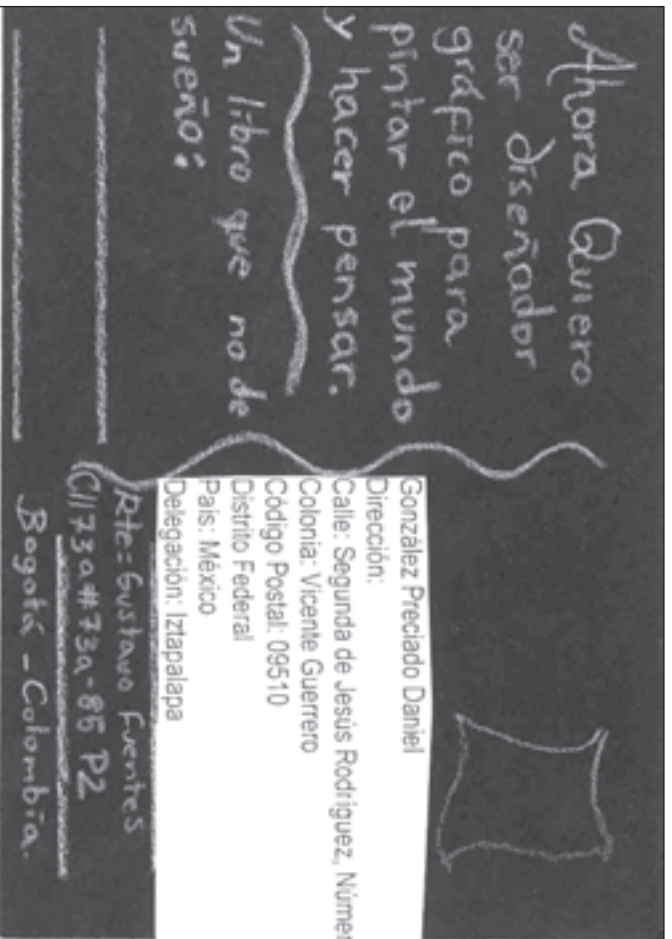 Ahora Quiero
ser diseñador
gráfico para
pintar el mundo
y hacer pensar.
Un libro que no de
sueño:
González Preciado Daniel
Dirección:
Calle: Segunda de Jesús Rodríguez, Númer
Colonia: Vicente Guerrero
Código Postal: 09510
Distrito Federal
País: México
Delegación: Iztapalapa
Rte= Gustavo Fuentes
Cll73a#73a-85 P2
Bogotá - Colombia.